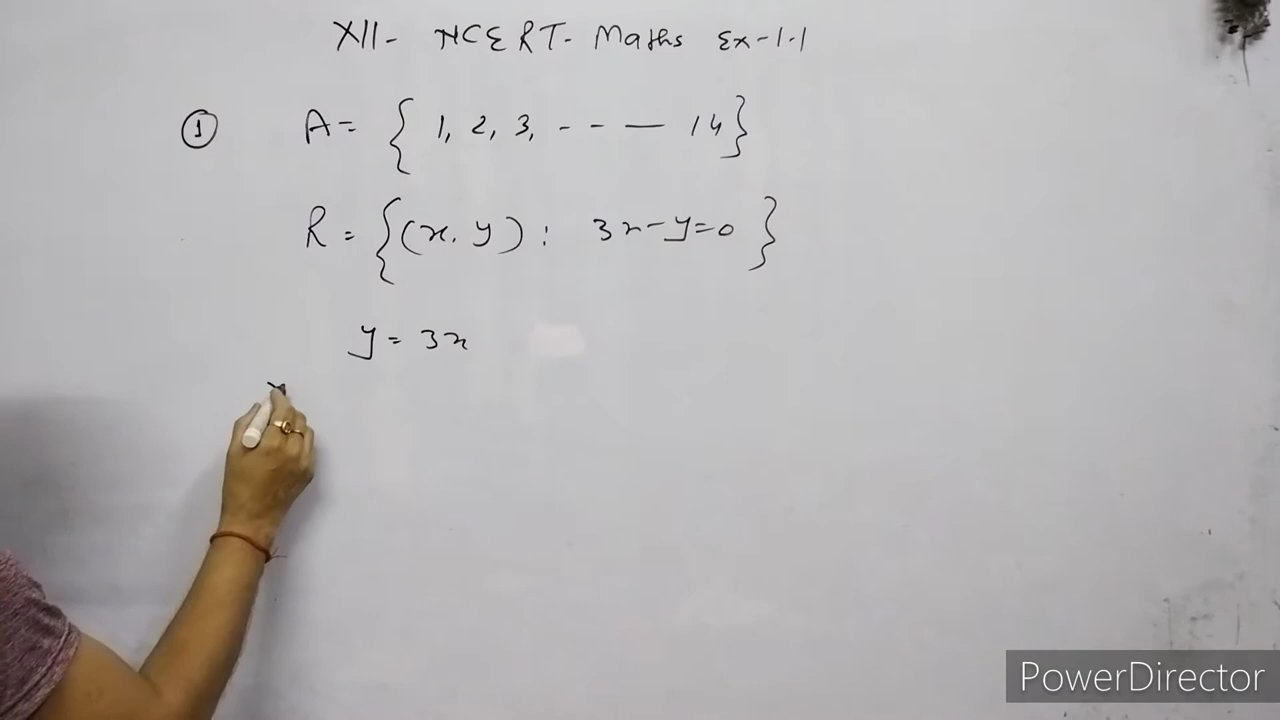 XII- NCERT- Maths Ex-1.1
① A = { 1, 2, 3, - - — 14}
R = {(x, y) : 3x-y=0 }
y = 3x
PowerDirector